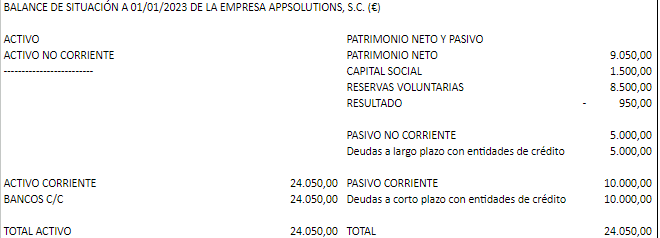 BALANCE DE SITUACIÓN A 01/01/2023 DE LA EMPRESA APPSOLUTIONS, S.C. (€)
ACTIVO PATRIMONIO NETO Y PASIVO
ACTIVO NO CORRIENTE PATRIMONIO NETO 9.050,00
------------------------- CAPITAL SOCIAL 1.500,00
RESERVAS VOLUNTARIAS 8.500,00
RESULTADO - 950,00
PASIVO NO CORRIENTE 5.000,00
Deudas a largo plazo con entidades de crédito 5.000,00
ACTIVO CORRIENTE 24.050,00 PASIVO CORRIENTE 10.000,00
BANCOS C/C 24.050,00 Deudas a corto plazo con entidades de crédito 10.000,00
TOTAL ACTIVO 24.050,00 TOTAL 24.050,00